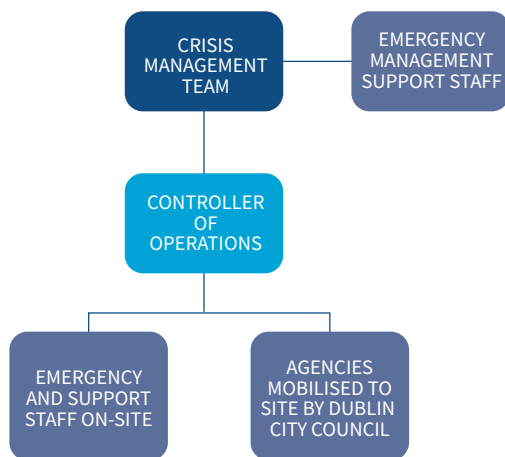 CRISIS
MANAGEMENT
TEAM
EMERGENCY
MANAGEMENT
SUPPORT STAFF
CONTROLLER
OF
OPERATIONS
EMERGENCY
AND SUPPORT
STAFF ON-SITE
AGENCIES
MOBILISED TO
SITE BY DUBLIN
CITY COUNCIL